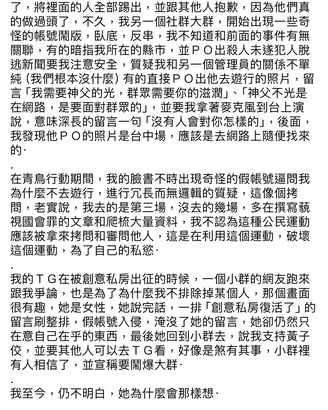 了，將裡面的人全部踢出，並跟其他人抱歉，因為他們真
的做過頭了，不久，我另一個社群大群，開始出現一些奇
怪的帳號鬧版，臥底，反串，我不知道和前面的事件有無
關聯，有的暗指我所在的縣市，並ＰＯ出殺人未遂犯人脫
逃新聞要我注意安全，質疑我和另一個管理員的關係不單
純（我們根本沒什麼）有的直接ＰＯ出他去遊行的照片，留
言「我需要神父的光，群眾需要你的滋潤」、「神父不光是
在網路，是要面對群眾的」，並要我拿著麥克風到台上演
說，意味深長的留言一句「沒有人會對你怎樣的」，後面，
我發現他ＰＯ的照片是台中場，應該是去網路上隨便找來
的．
．
在青鳥行動期間，我的臉書不時出現奇怪的假帳號逼問我
為什麼不去遊行，進行冗長而無邏輯的質疑，這像個拷
問，老實說，我去的是第三場，沒去的幾場，多在撰寫藐
視國會罪的文章和爬梳大量資料，我不認為這種公民運動
應該被拿來拷問和審問他人，這是在利用這個運動，破壞
這個運動，為了自己的私慾．
．
我的ＴＧ在被創意私房出征的時候，一個小群的網友跑來
跟我爭論，也是為了為什麼我不排除掉某個人，那個畫面
很有趣，她是女性，她說完話，一排「創意私房復活了」的
留言刷整排，假帳號入侵，淹沒了她的留言，她卻仍然只
在意自己在乎的東西，最後她回到小群去，說我支持黃子
佼，並要其他人可以去ＴＧ看，好像是煞有其事，小群裡
有人相信了，並宣稱要鬧爆大群．
．
我至今，仍不明白，她為什麼會那樣想．